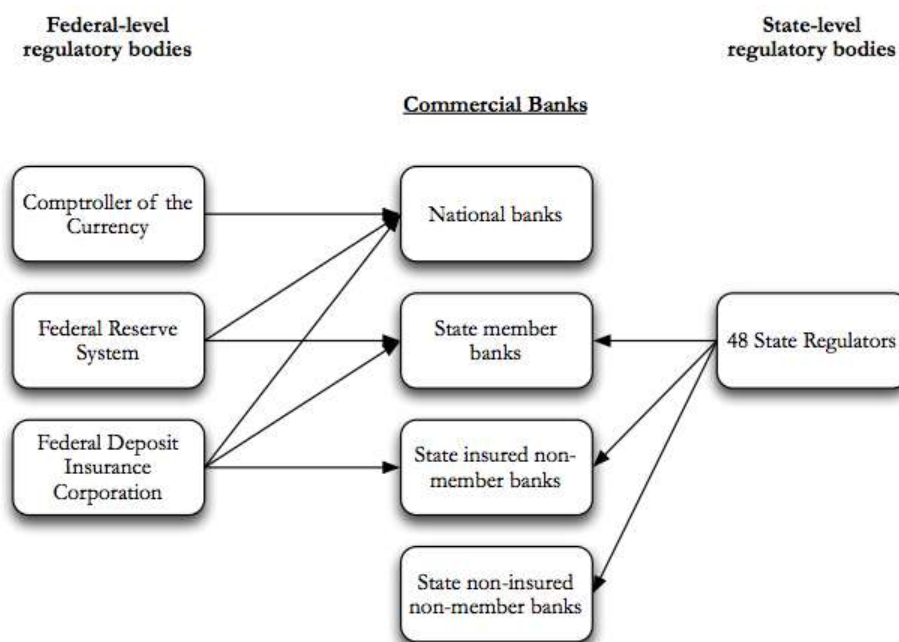 Federal-level
regulatory bodies
State-level
regulatory bodies
Commercial Banks
Comptroller of the
Currency
National banks
Federal Reserve
System
State member
banks
48 State Regulators
Federal Deposit
Insurance
Corporation
State insured non-
member banks
State non-insured
non-member banks